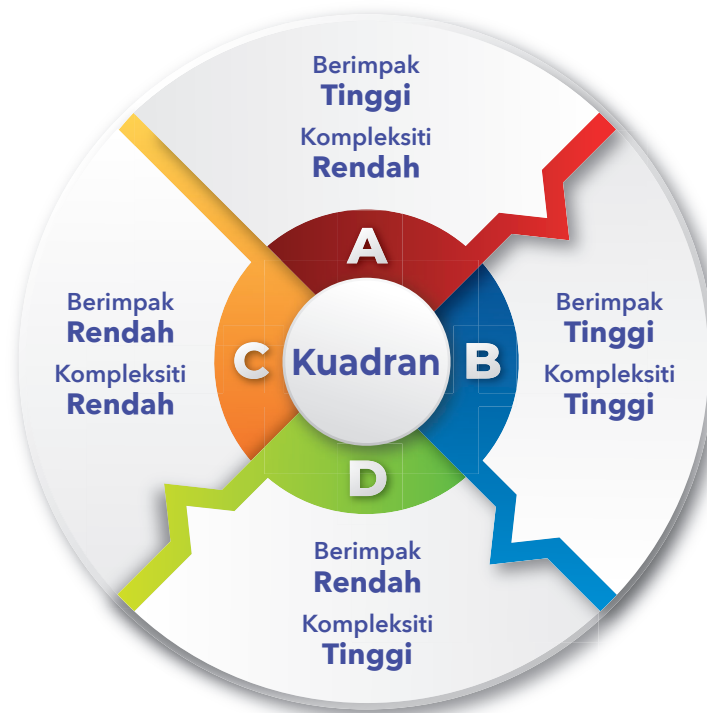 Berimpak
Tinggi
Kompleksiti
Rendah
A
Berimpak
Rendah
Kompleksiti
Rendah
C
Kuadran
B
Berimpak
Tinggi
Kompleksiti
Tinggi
D
Berimpak
Rendah
Kompleksiti
Tinggi